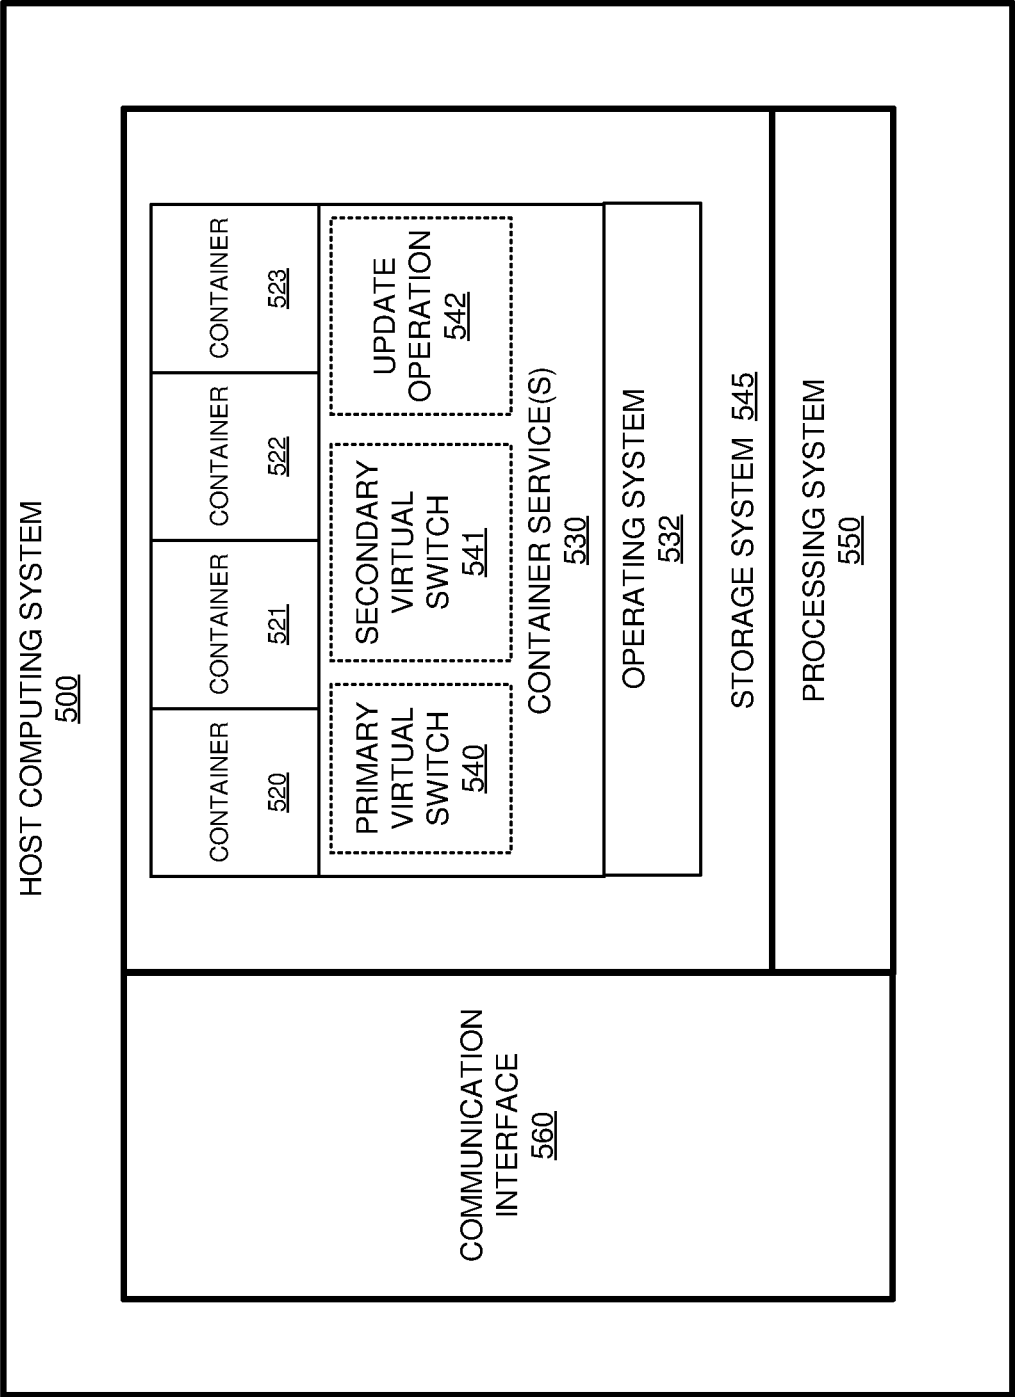 HOST COMPUTING SYSTEM
500
COMMUNICATION
INTERFACE
560
CONTAINER
520
CONTAINER
521
CONTAINER
522
CONTAINER
523
PRIMARY
VIRTUAL
SWITCH
540
SECONDARY
VIRTUAL
SWITCH
541
UPDATE
OPERATION
542
CONTAINER SERVICE(S)
530
OPERATING SYSTEM
532
STORAGE SYSTEM 545
PROCESSING SYSTEM
550